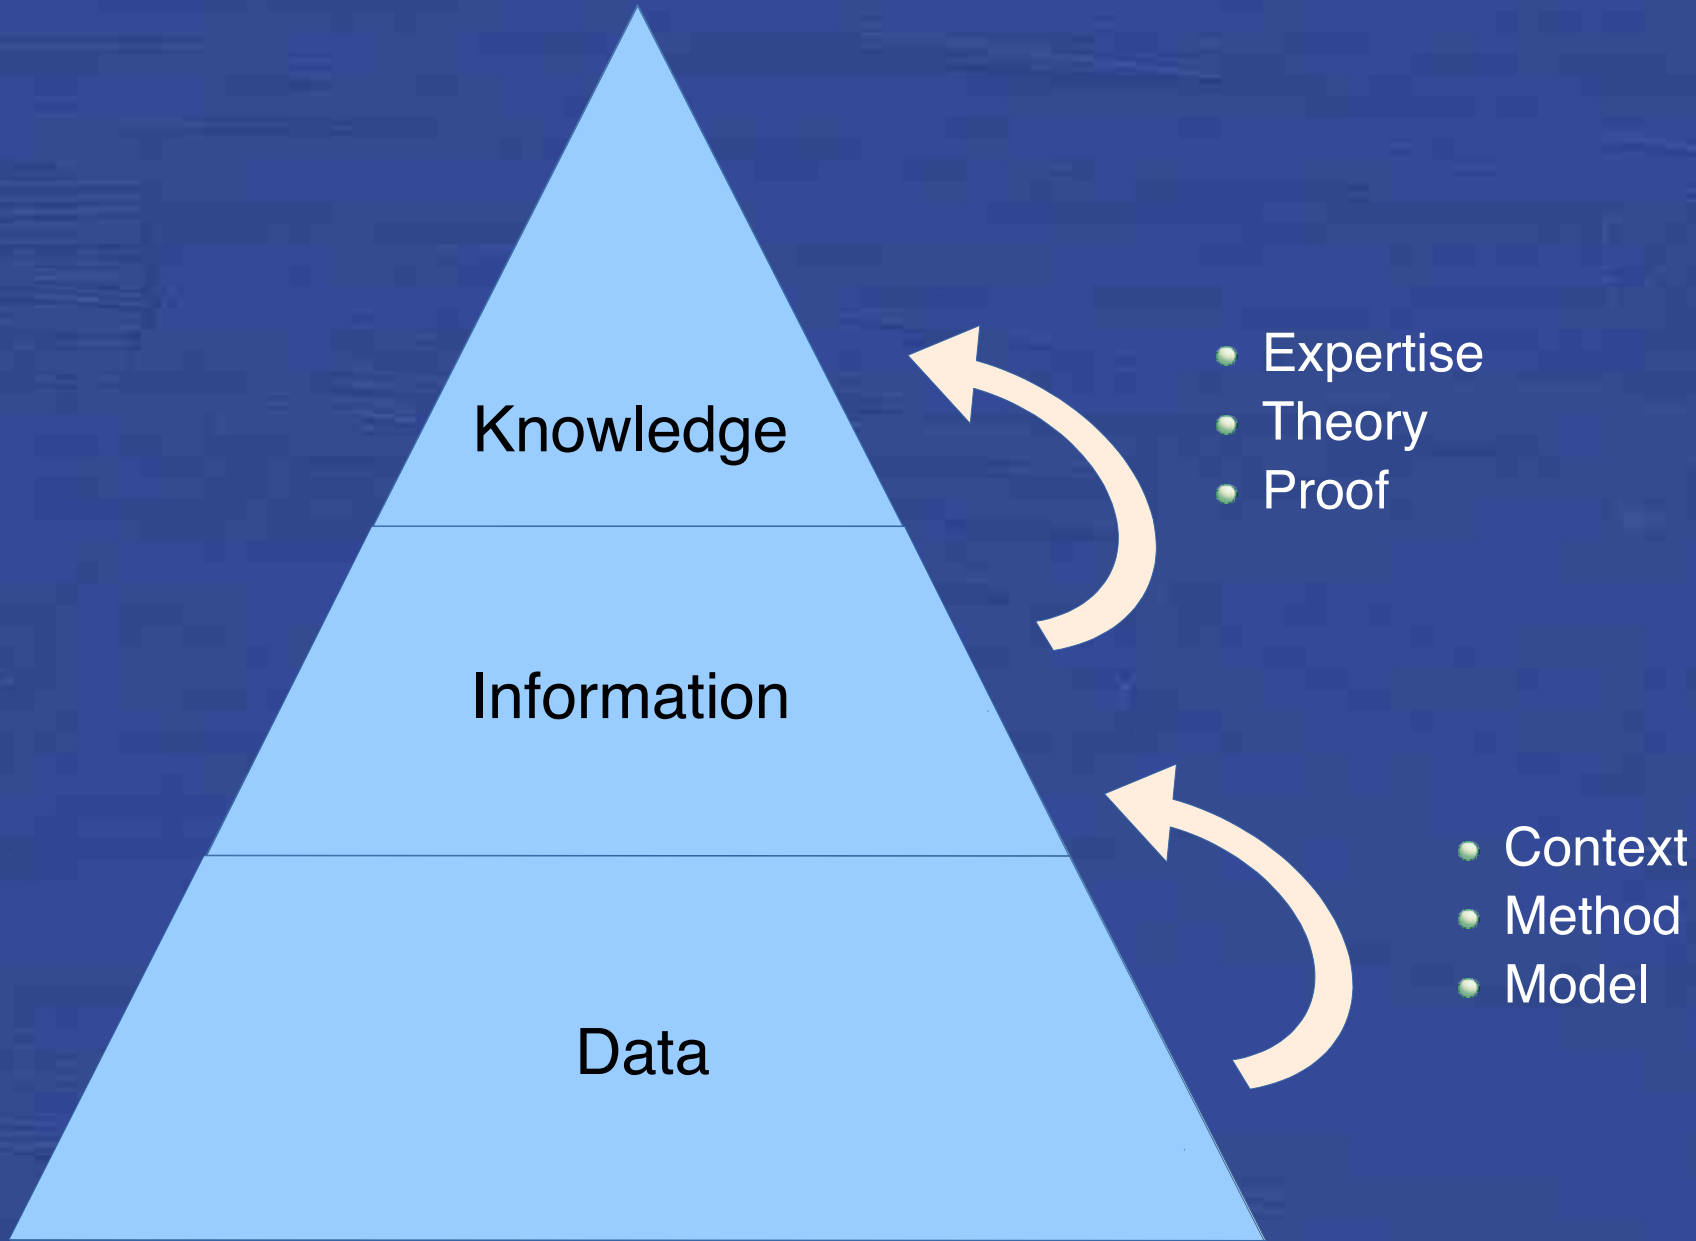 Knowledge
Expertise
Theory
Proof
Information
Context
Method
Model
Data